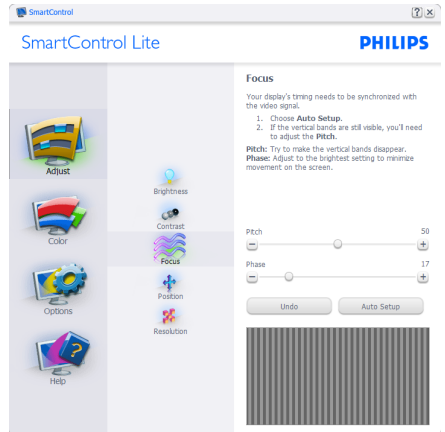 SmartControl
SmartControl Lite
PHILIPS
Adjust
Color
Options
Help
Brightness
Contrast
Focus
Position
Resolution
Focus
Your display's timing needs to be synchronized with
the video signal.
1. Choose Auto Setup.
2. If the vertical bands are still visible, you'll need
to adjust the Pitch.
Pitch: Try to make the vertical bands disappear.
Phase: Adjust to the brightest setting to minimize
movement on the screen.
Pitch 50
Phase 17
Undo Auto Setup